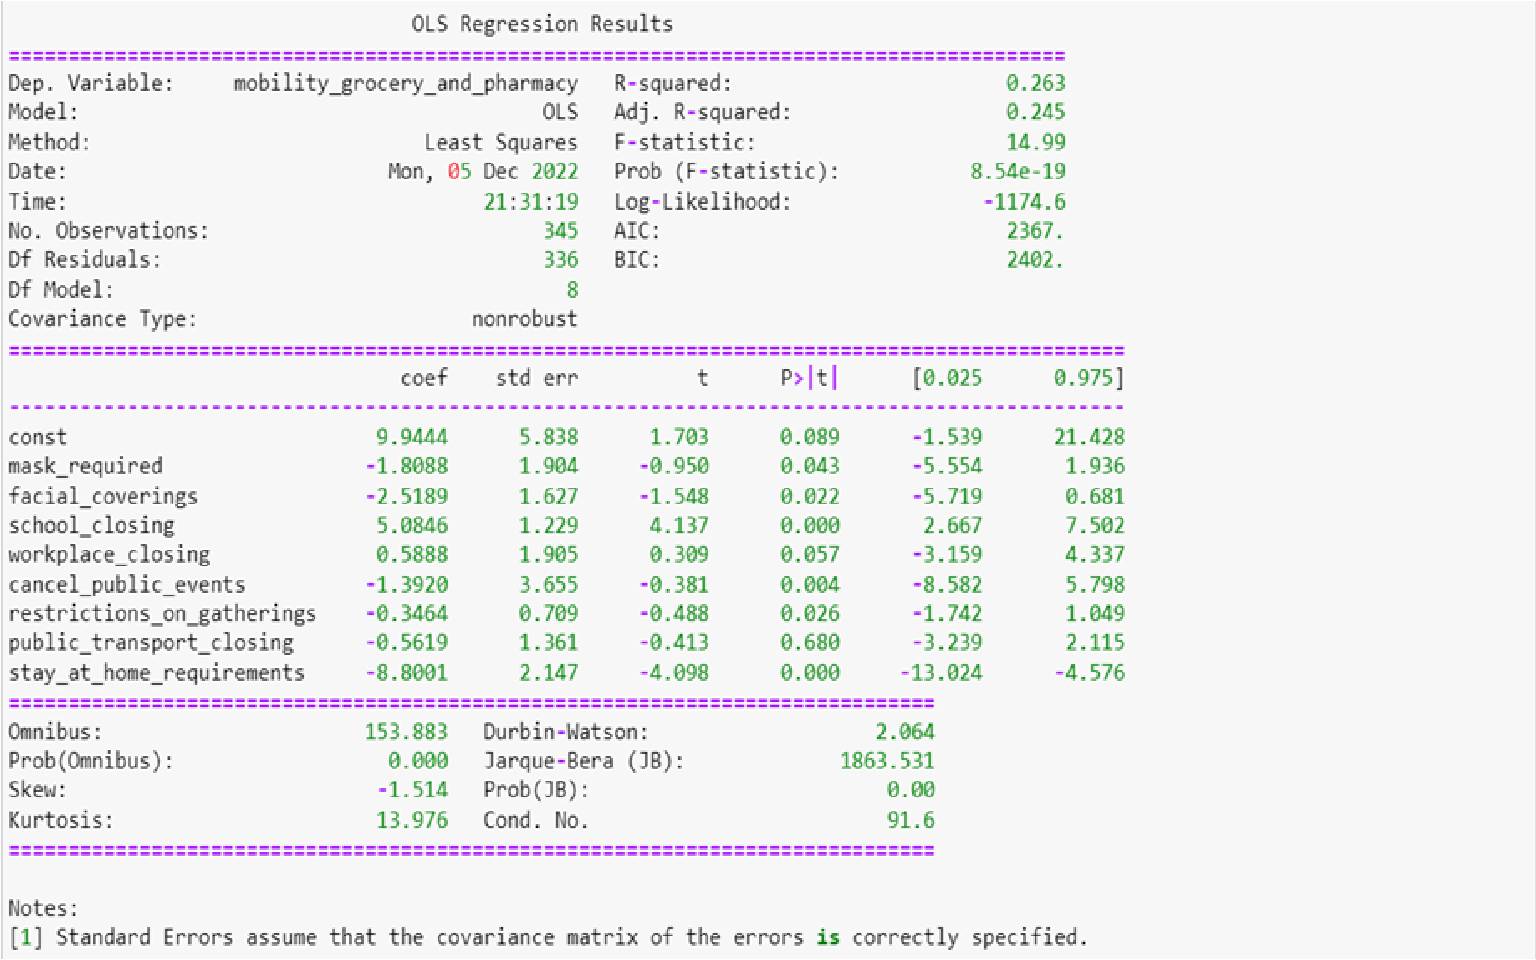 OLS Regression Results
==============================================================================
Dep. Variable:     mobility_grocery_and_pharmacy   R-squared:                       0.263
Model:                                       OLS   Adj. R-squared:                  0.245
Method:                            Least Squares   F-statistic:                     14.99
Date:                           Mon, 05 Dec 2022   Prob (F-statistic):           8.54e-19
Time:                                   21:31:19   Log-Likelihood:                -1174.6
No. Observations:                            345   AIC:                             2367.
Df Residuals:                                336   BIC:                             2402.
Df Model:                                      8
Covariance Type:                       nonrobust
==============================================================================
coef    std err          t      P>|t|      [0.025      0.975]
------------------------------------------------------------------------------
const                          9.9444      5.838      1.703      0.089      -1.539      21.428
mask_required                 -1.8088      1.904     -0.950      0.043      -5.554       1.936
facial_coverings              -2.5189      1.627     -1.548      0.022      -5.719       0.681
school_closing                 5.0846      1.229      4.137      0.000       2.667       7.502
workplace_closing              0.5888      1.905      0.309      0.057      -3.159       4.337
cancel_public_events          -1.3920      3.655     -0.381      0.004      -8.582       5.798
restrictions_on_gatherings    -0.3464      0.709     -0.488      0.026      -1.742       1.049
public_transport_closing      -0.5619      1.361     -0.413      0.680      -3.239       2.115
stay_at_home_requirements     -8.8001      2.147     -4.098      0.000     -13.024      -4.576
==============================================================================
Omnibus:                      153.883   Durbin-Watson:                   2.064
Prob(Omnibus):                  0.000   Jarque-Bera (JB):             1863.531
Skew:                          -1.514   Prob(JB):                         0.00
Kurtosis:                      13.976   Cond. No.                         91.6
==============================================================================
Notes:
[1] Standard Errors assume that the covariance matrix of the errors is correctly specified.